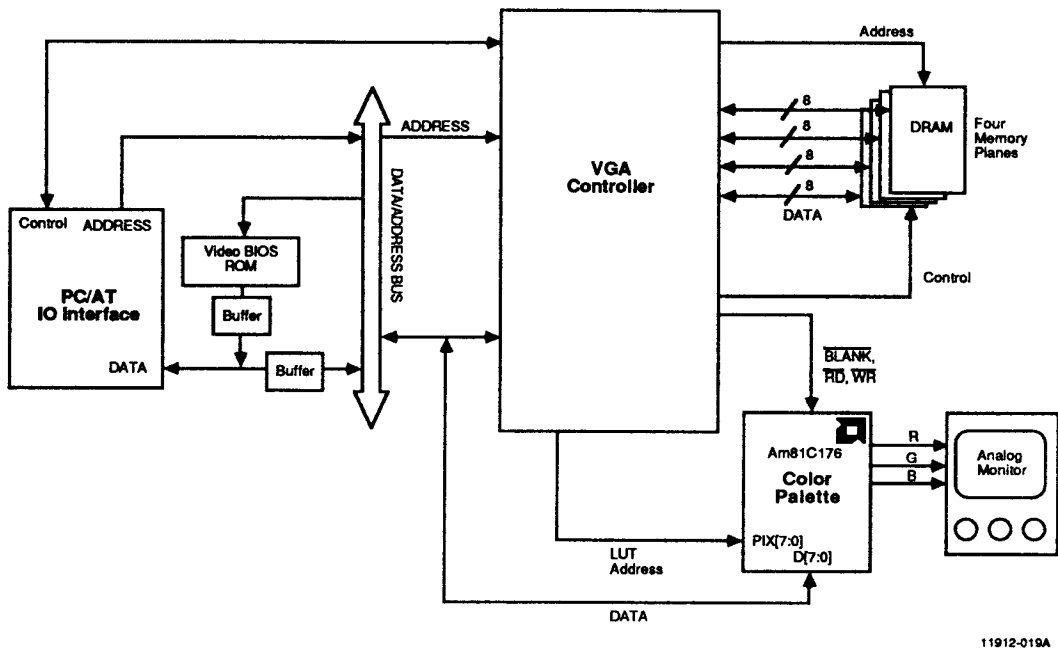 Address
8
8
8
8
DATA
DRAM
Four
Memory
Planes
ADDRESS
VGA
Controller
DATA/ADDRESS BUS
Control
ADDRESS
PC/AT
IO Interface
DATA
Video BIOS
ROM
Buffer
Buffer
Control
BLANK,
RD, WR
Am81C176
Color
Palette
PIX[7:0]
D[7:0]
R
G
B
Analog
Monitor
LUT
Address
DATA
11912-019A